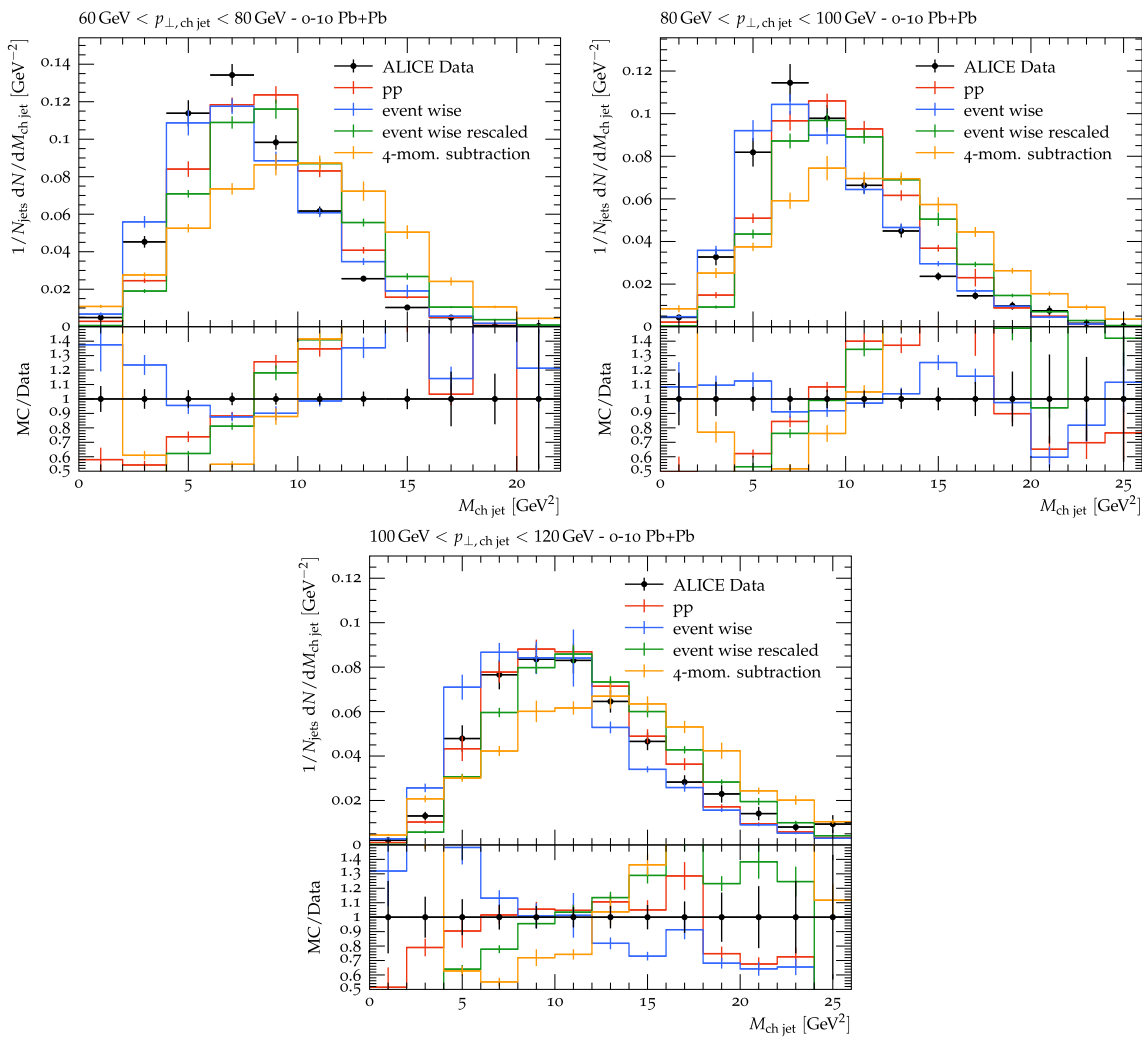 60 GeV < p⊥, ch jet < 80 GeV - 0-10 Pb+Pb
ALICE Data
pp
event wise
event wise rescaled
4-mom. subtraction
0
0.02
0.04
0.06
0.08
0.1
0.12
0.14
1/Njets dN/dMch jet [GeV−2]
0.5
0.6
0.7
0.8
0.9
1
1.1
1.2
1.3
1.4
MC/Data
0 5 10 15 20
Mch jet [GeV2]
80 GeV < p⊥, ch jet < 100 GeV - 0-10 Pb+Pb
ALICE Data
pp
event wise
event wise rescaled
4-mom. subtraction
0
0.02
0.04
0.06
0.08
0.1
0.12
1/Njets dN/dMch jet [GeV−2]
0.5
0.6
0.7
0.8
0.9
1
1.1
1.2
1.3
1.4
MC/Data
0 5 10 15 20 25
Mch jet [GeV2]
100 GeV < p⊥, ch jet < 120 GeV - 0-10 Pb+Pb
ALICE Data
pp
event wise
event wise rescaled
4-mom. subtraction
0
0.02
0.04
0.06
0.08
0.1
0.12
1/Njets dN/dMch jet [GeV−2]
0.5
0.6
0.7
0.8
0.9
1
1.1
1.2
1.3
1.4
MC/Data
0 5 10 15 20 25
Mch jet [GeV2]